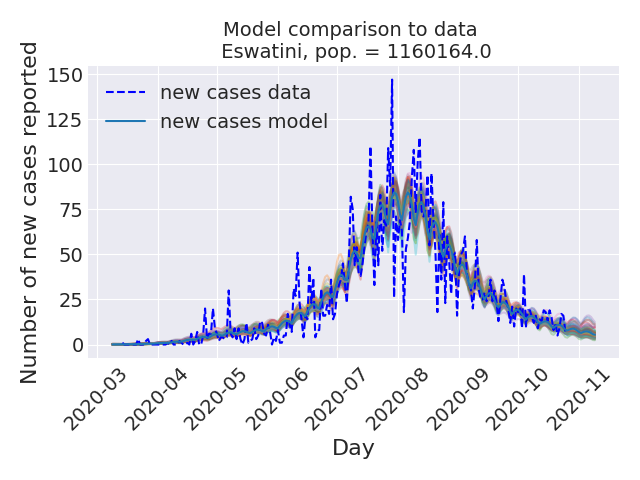 Model comparison to data
Eswatini, pop. = 1160164.0
Number of new cases reported
150
125
100
75
50
25
0
new cases data
new cases model
2020-03
2020-04
2020-05
2020-06
2020-07
2020-08
2020-09
2020-10
2020-11
Day